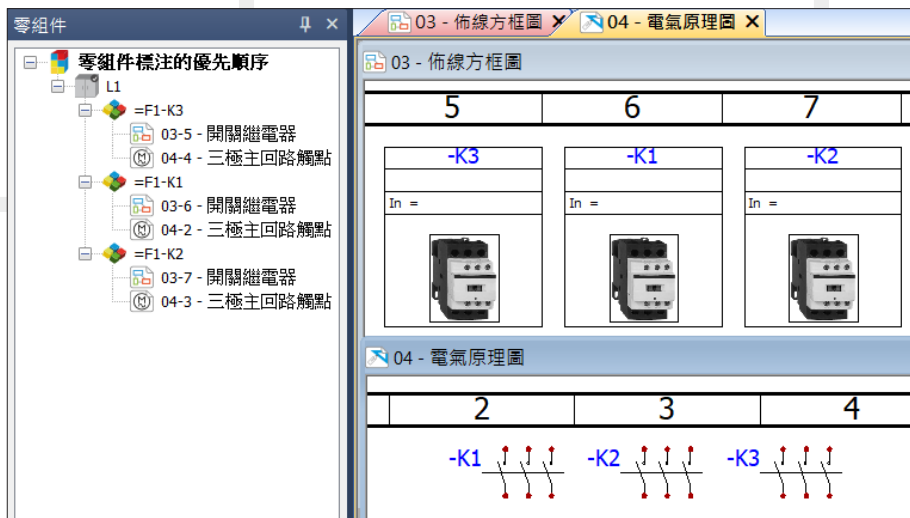 零組件
零組件標注的優先順序
L1
=F1-K3
03-5 - 開關繼電器
04-4 - 三極主回路觸點
=F1-K1
03-6 - 開關繼電器
04-2 - 三極主回路觸點
=F1-K2
03-7 - 開關繼電器
04-3 - 三極主回路觸點
03 - 佈線方框圖 04 - 電氣原理圖
03 - 佈線方框圖
5 6 7
-K3 -K1 -K2
In = In = In =
04 - 電氣原理圖
2 3 4
-K1 -K2 -K3